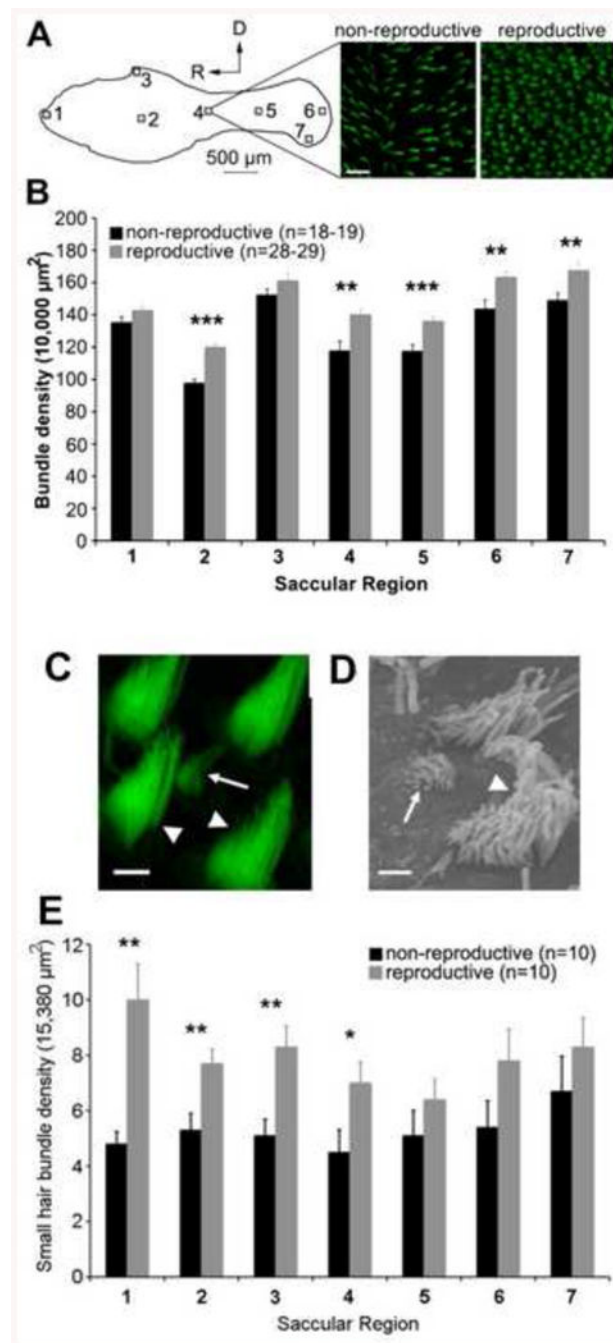 A
D
R
non-reproductive reproductive
1
2
3
4
5
6
7
500 µm
B
non-reproductive (n=18-19)
reproductive (n=28-29)
Bundle density (10,000 µm²)
200
180
160
140
120
100
80
60
40
20
0
***
**
***
**
**
1 2 3 4 5 6 7
Saccular Region
C
D
E
non-reproductive (n=10)
reproductive (n=10)
Small hair bundle density (15,380 µm²)
12
10
8
6
4
2
0
**
**
**
*
1 2 3 4 5 6 7
Saccular Region